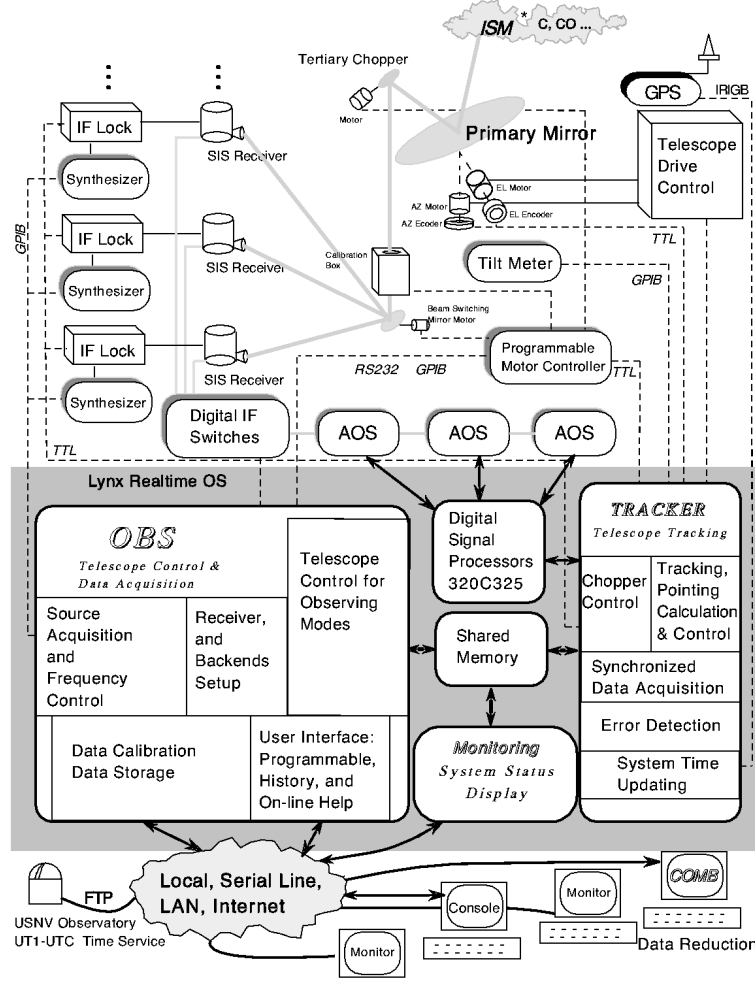 ISM * C, CO ...
Tertiary Chopper
Motor
GPS
IRIGB
Primary Mirror
Telescope
Drive
Control
IF Lock
SIS Receiver
Synthesizer
EL Motor
AZ Motor
EL Encoder
AZ Ecoder
GPIB
IF Lock
SIS Receiver
Synthesizer
Calibration
Box
Tilt Meter
TTL
GPIB
Beam Switching
Mirror Motor
IF Lock
SIS Receiver
Synthesizer
Programmable
Motor Controller
RS232 GPIB
TTL
Digital IF
Switches
AOS
AOS
AOS
TTL
Lynx Realtime OS
OBS
Telescope Control &
Data Acquisition
Telescope
Control for
Observing
Modes
Source
Acquisition
and
Frequency
Control
Receiver,
and
Backends
Setup
Data Calibration
Data Storage
User Interface:
Programmable,
History, and
On-line Help
Digital
Signal
Processors
320C325
Shared
Memory
Monitoring
System Status
Display
TRACKER
Telescope Tracking
Chopper
Control
Tracking,
Pointing
Calculation
& Control
Synchronized
Data Acquisition
Error Detection
System Time
Updating
Local, Serial Line,
LAN, Internet
FTP
USNV Observatory
UT1-UTC Time Service
Monitor
Console
Monitor
COMB
Data Reduction